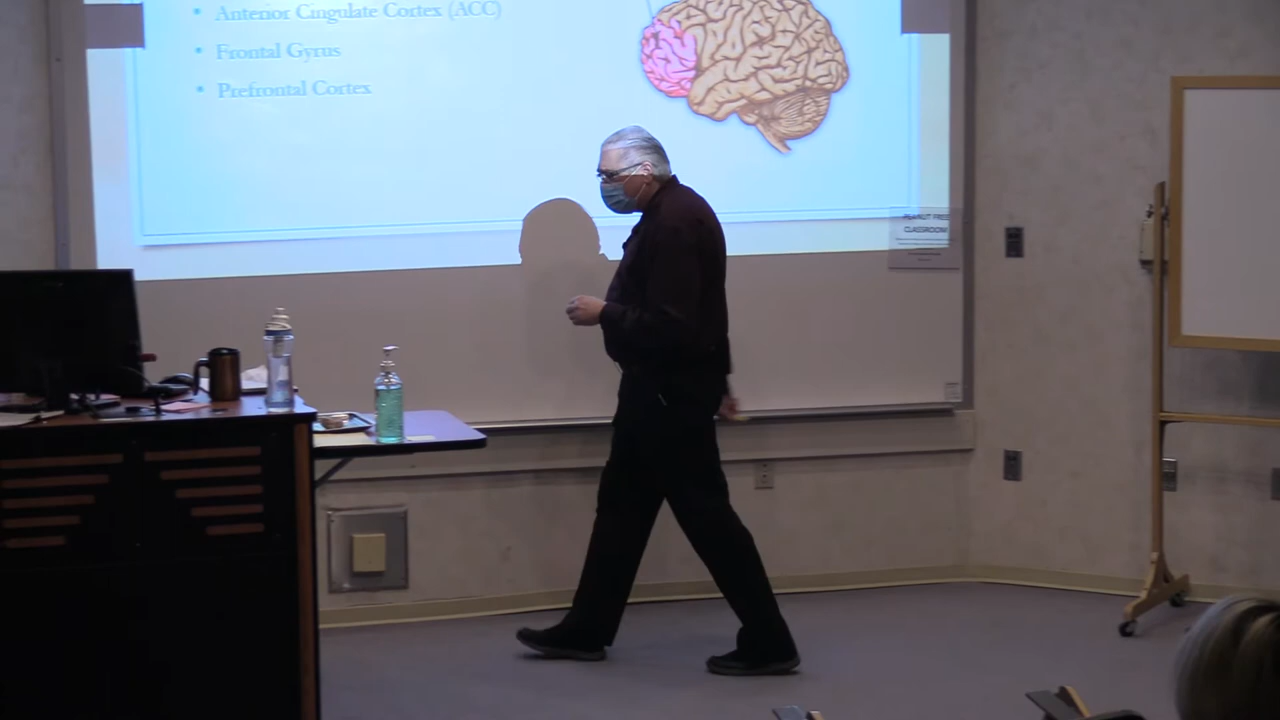 Anterior Cingulate Cortex (ACC)
Frontal Gyrus
Prefrontal Cortex
PEANUT FREE
CLASSROOM